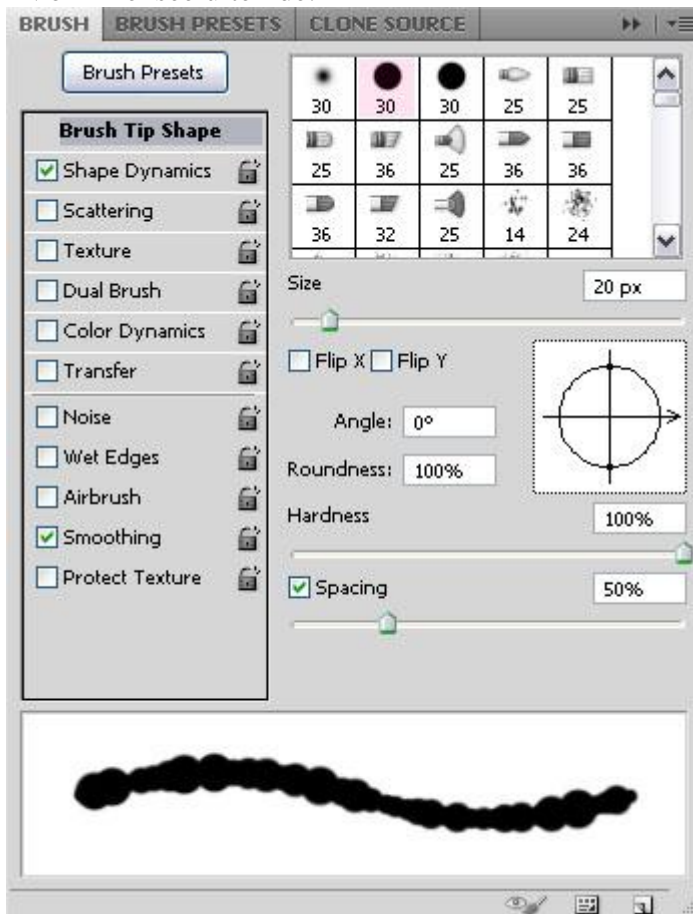 BRUSH BRUSH PRESETS CLONE SOURCE
Brush Presets
Brush Tip Shape
Shape Dynamics
Scattering
Texture
Dual Brush
Color Dynamics
Transfer
Noise
Wet Edges
Airbrush
Smoothing
Protect Texture
30 30 30 25 25
25 36 25 36 36
36 32 25 14 24
Size 20 px
Flip X Flip Y
Angle: 0°
Roundness: 100%
Hardness 100%
Spacing 50%